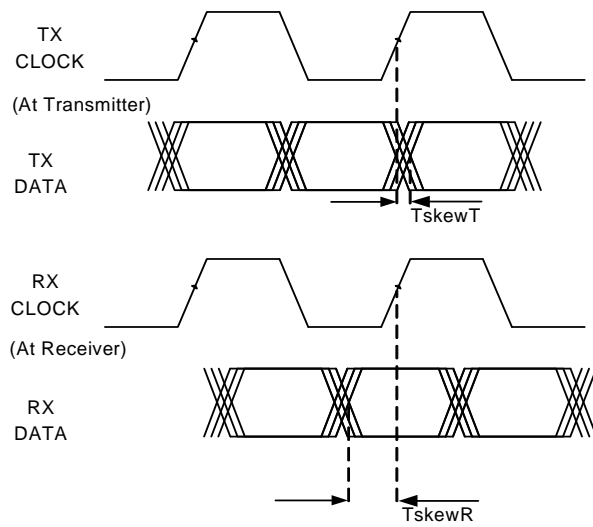 TX
CLOCK
(At Transmitter)
TX
DATA
TskewT
RX
CLOCK
(At Receiver)
RX
DATA
TskewR